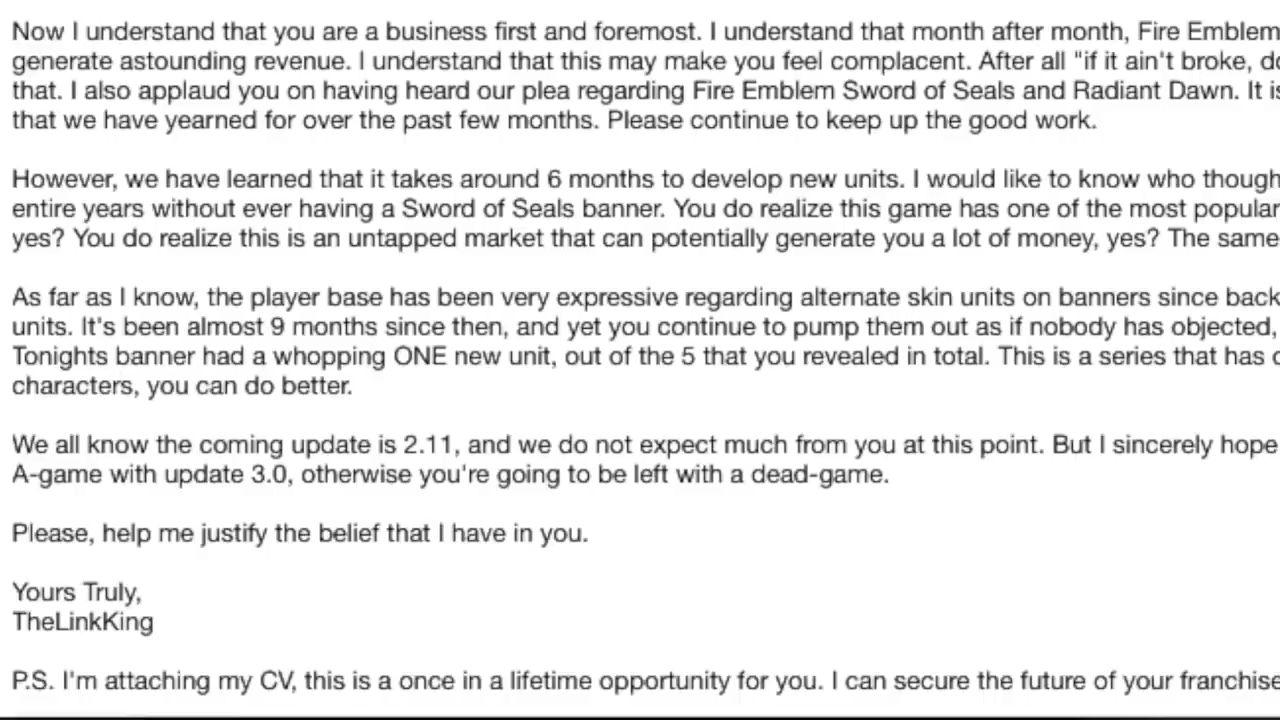 Now I understand that you are a business first and foremost. I understand that month after month, Fire Emblem
generate astounding revenue. I understand that this may make you feel complacent. After all "if it ain't broke,
that. I also applaud you on having heard our plea regarding Fire Emblem Sword of Seals and Radiant Dawn. It
that we have yearned for over the past few months. Please continue to keep up the good work.
However, we have learned that it takes around 6 months to develop new units. I would like to know who
entire years without ever having a Sword of Seals banner. You do realize this game has one of the most popular
yes? You do realize this is an untapped market that can potentially generate you a lot of money, yes? The same
As far as I know, the player base has been very expressive regarding alternate skin units on banners since back
units. It's been almost 9 months since then, and yet you continue to pump them out as if nobody has objected,
Tonights banner had a whopping ONE new unit, out of the 5 that you revealed in total. This is a series that has
characters, you can do better.
We all know the coming update is 2.11, and we do not expect much from you at this point. But I sincerely hope
A-game with update 3.0, otherwise you're going to be left with a dead-game.
Please, help me justify the belief that I have in you.
Yours Truly,
TheLinkKing
P.S. I'm attaching my CV, this is a once in a lifetime opportunity for you. I can secure the future of your franchise